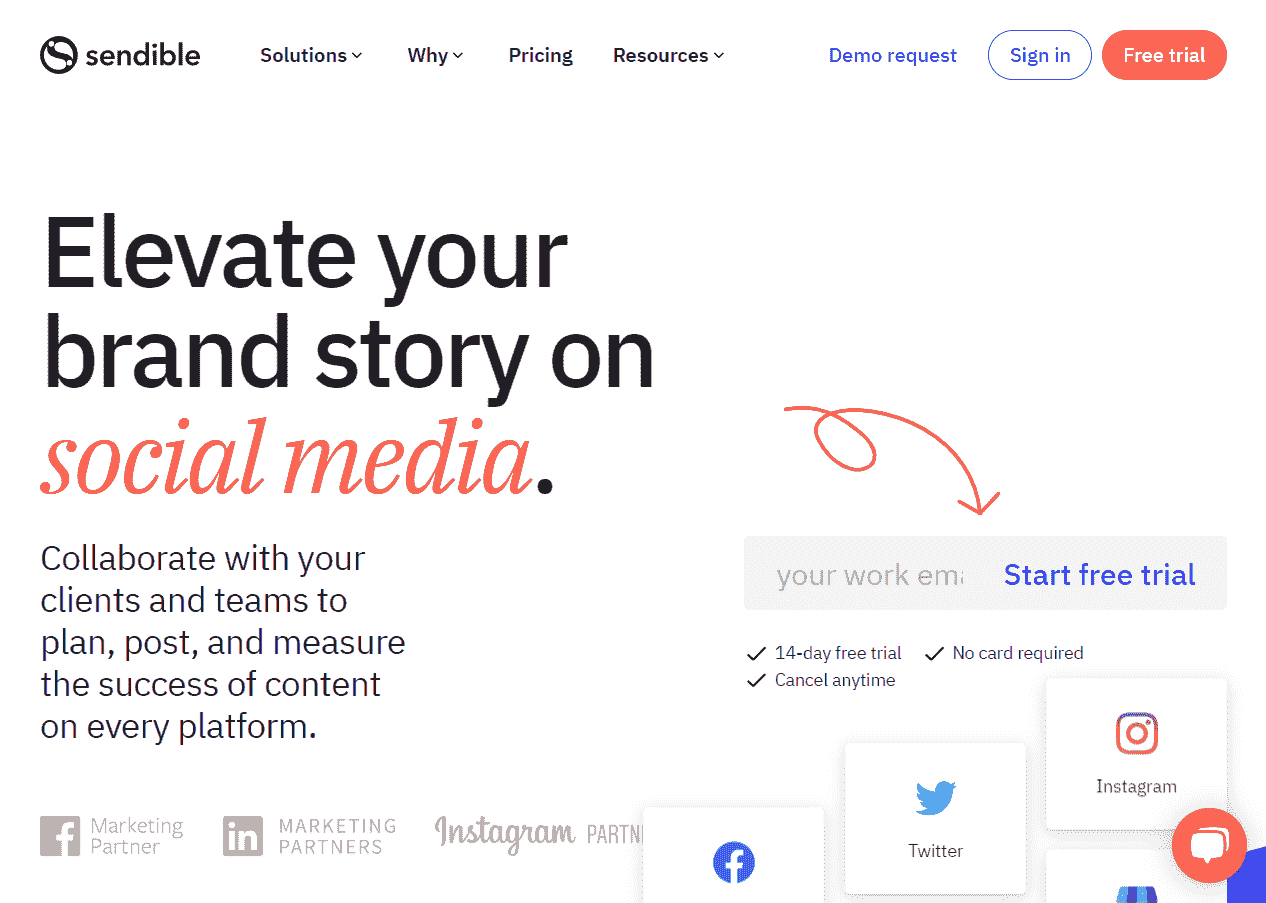 sendible
Solutions
Why
Pricing
Resources
Demo request
Sign in
Free trial
Elevate your
brand story on
social media.
Collaborate with your
clients and teams to
plan, post, and measure
the success of content
on every platform.
your work ema
Start free trial
14-day free trial
No card required
Cancel anytime
Instagram
Twitter
Marketing
Partner
MARKETING
PARTNERS
Instagram PARTN